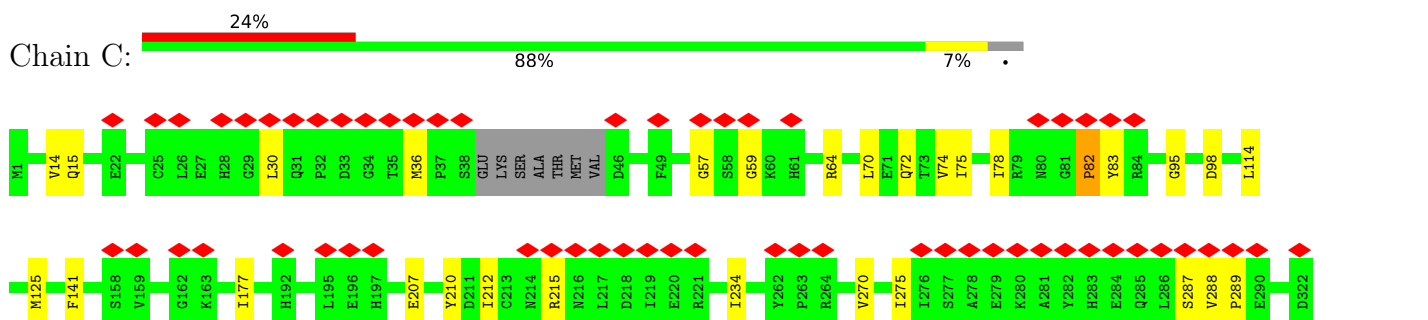 24%
Chain C:
88% 7% •
M1 V14 Q15 E22 C25 L26 E27 H28 G29 L30 Q31 P32 D33 G34 T35 M36 P37 S38 GLU LYS SER ALA THR MET VAL D46 F49 G57 S58 G59 K60 H61 R64 L70 E71 Q72 T73 V74 I75 I78 R79 N80 G81 P82 Y83 R84 G95 D98 L114
M125 F141 S158 V159 G162 K163 I177 H192 L195 E196 H197 E207 Y210 D211 I212 C213 N214 R215 N216 L217 D218 I219 E220 R221 I234 Y262 P263 R264 V270 I275 I276 S277 A278 E279 K280 A281 Y282 H283 E284 Q285 L286 S287 V288 P289 E290 D322